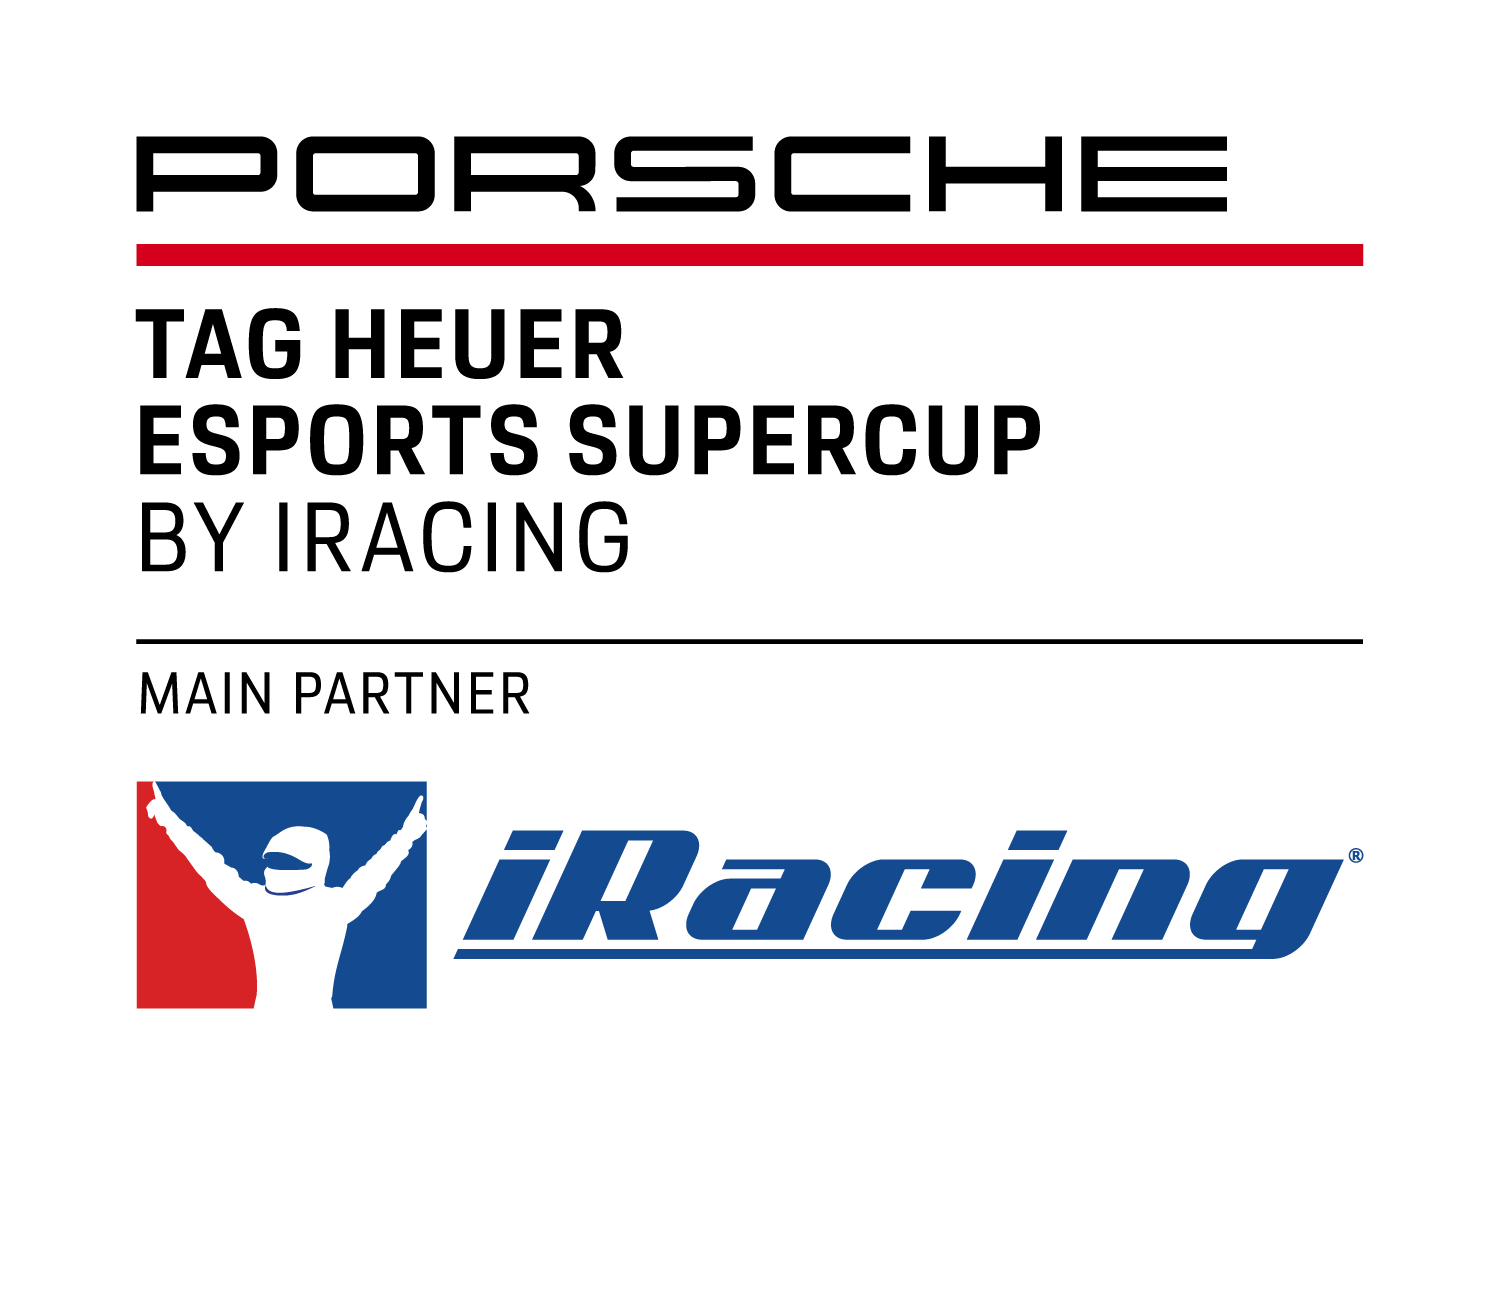 PORSCHE
TAG HEUER
ESPORTS SUPERCUP
BY IRACING
MAIN PARTNER
iRacing®